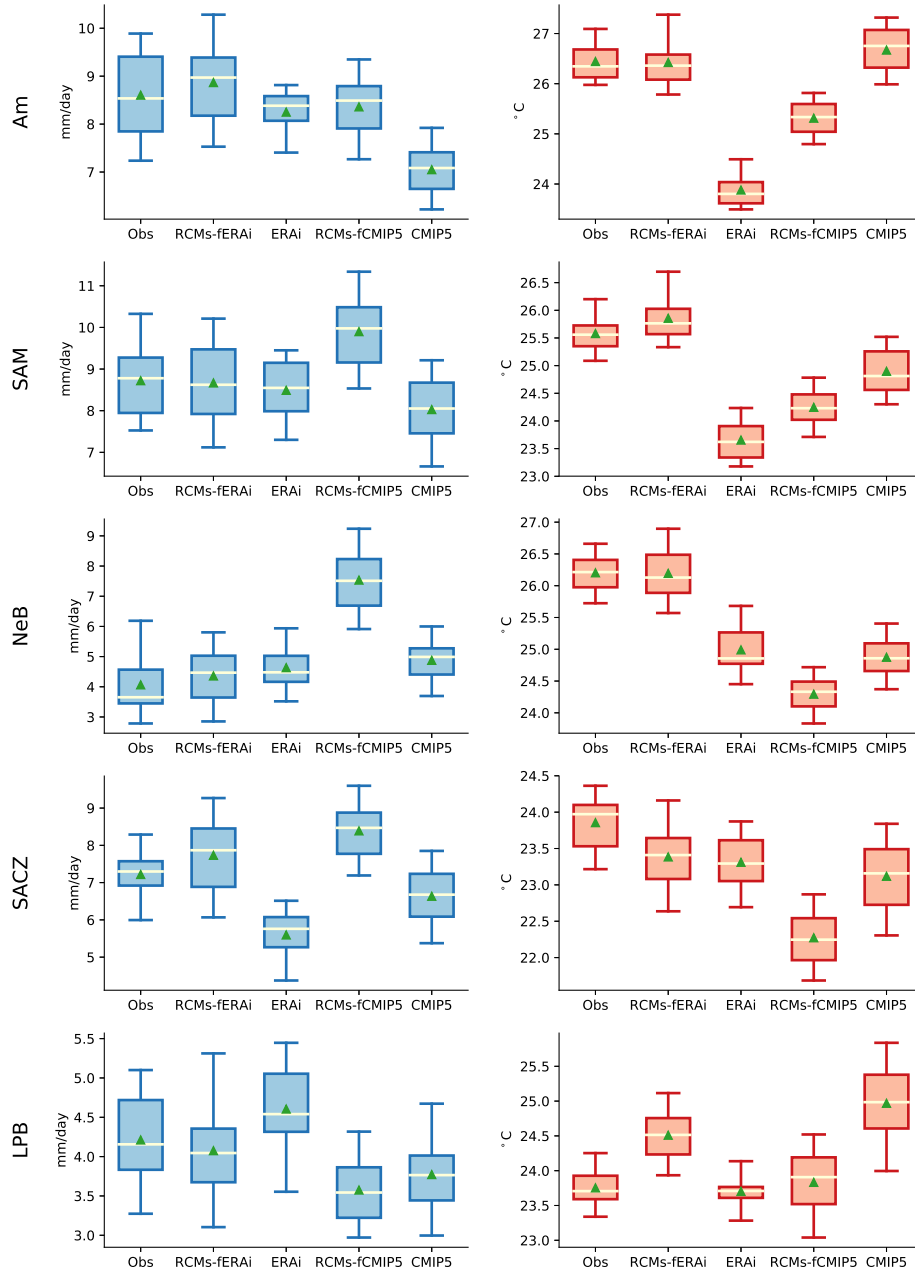 Am
mm/day
10
9
8
7
Obs RCMs-fERAi ERAi RCMs-fCMIP5 CMIP5
°C
27
26
25
24
Obs RCMs-fERAi ERAi RCMs-fCMIP5 CMIP5
SAM
mm/day
11
10
9
8
7
Obs RCMs-fERAi ERAi RCMs-fCMIP5 CMIP5
°C
26.5
26.0
25.5
25.0
24.5
24.0
23.5
23.0
Obs RCMs-fERAi ERAi RCMs-fCMIP5 CMIP5
NeB
mm/day
9
8
7
6
5
4
3
Obs RCMs-fERAi ERAi RCMs-fCMIP5 CMIP5
°C
27.0
26.5
26.0
25.5
25.0
24.5
24.0
Obs RCMs-fERAi ERAi RCMs-fCMIP5 CMIP5
SACZ
mm/day
9
8
7
6
5
Obs RCMs-fERAi ERAi RCMs-fCMIP5 CMIP5
°C
24.5
24.0
23.5
23.0
22.5
22.0
Obs RCMs-fERAi ERAi RCMs-fCMIP5 CMIP5
LPB
mm/day
5.5
5.0
4.5
4.0
3.5
3.0
Obs RCMs-fERAi ERAi RCMs-fCMIP5 CMIP5
°C
25.5
25.0
24.5
24.0
23.5
23.0
Obs RCMs-fERAi ERAi RCMs-fCMIP5 CMIP5